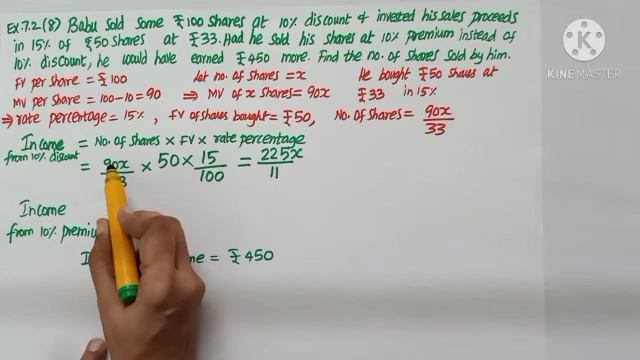 Ex:7.2(8) Babu sold some ₹100 shares at 10% discount & invested his sales proceeds
in 15% of ₹50 shares at ₹33. Had he sold his shares at 10% premium instead of
10% discount, he would have earned ₹450 more. Find the no. of shares sold by him.
FV per share = ₹100 let no. of shares = x He bought ₹50 shares at
MV per share = 100-10=90 ⇒ MV of x shares = 90x ₹33 in 15%
⇒ rate percentage = 15%, FV of shares bought = ₹50, No. of Shares = 90x/33
Income = No. of Shares × FV × rate percentage
from 10% discount = 90x/33 × 50 × 15/100 = 225x/11
Income
from 10% premium
= ₹450
KINEMASTER